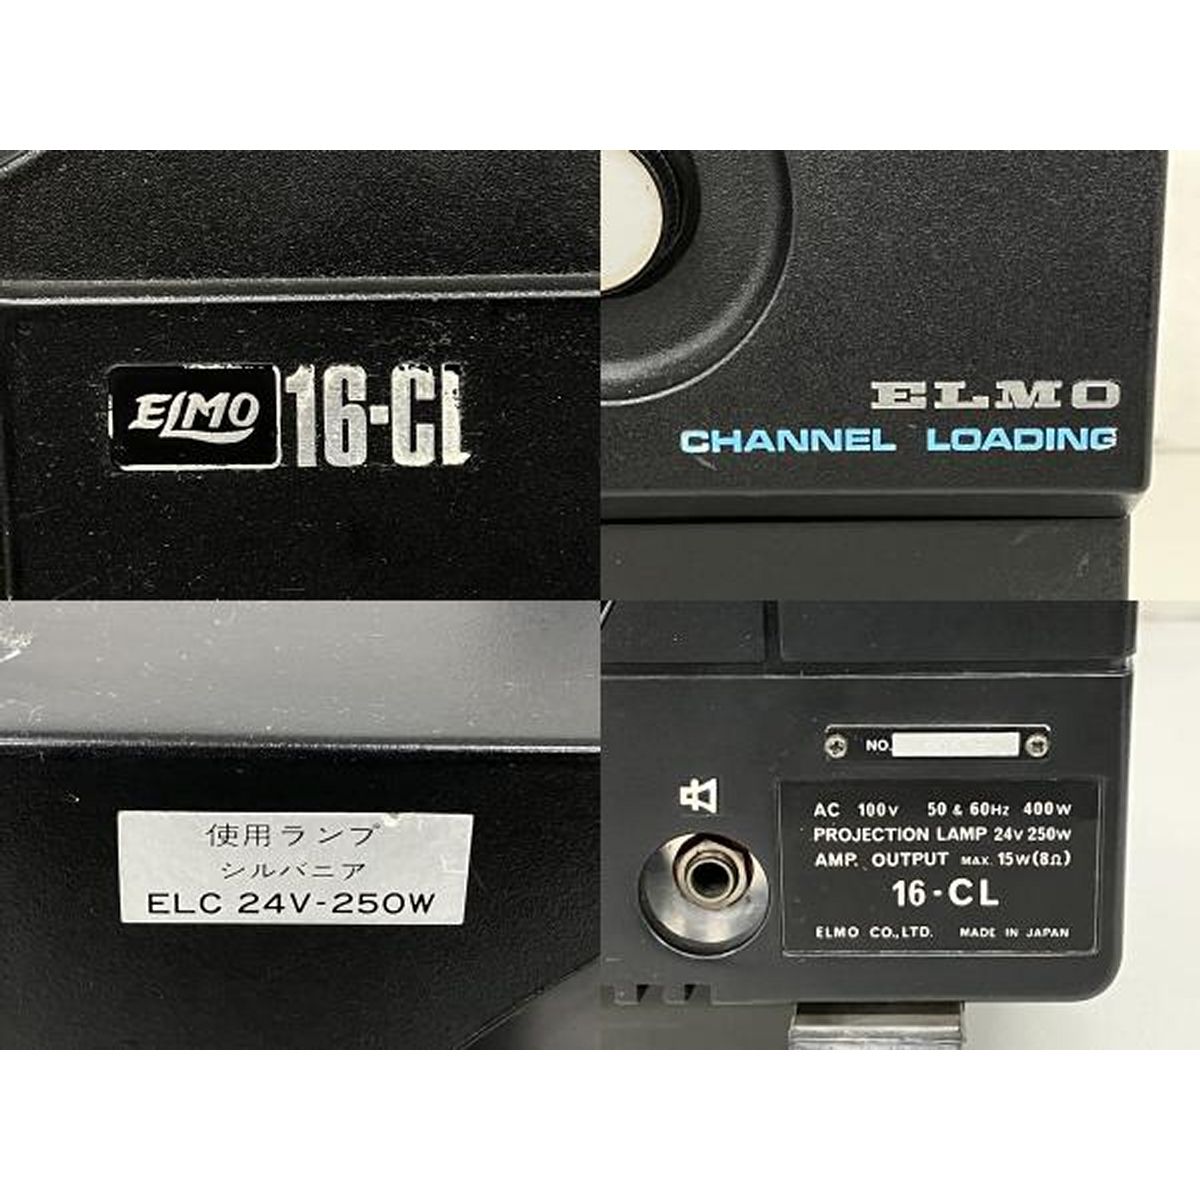 ELMO 16-CL
ELMO
CHANNEL LOADING
使用ランプ
シルバニア
ELC 24V-250W
NO.
AC 100V 50 & 60Hz 400W
PROJECTION LAMP 24V 250W
AMP. OUTPUT MAX. 15W(8Ω)
16-CL
ELMO CO.,LTD. MADE IN JAPAN